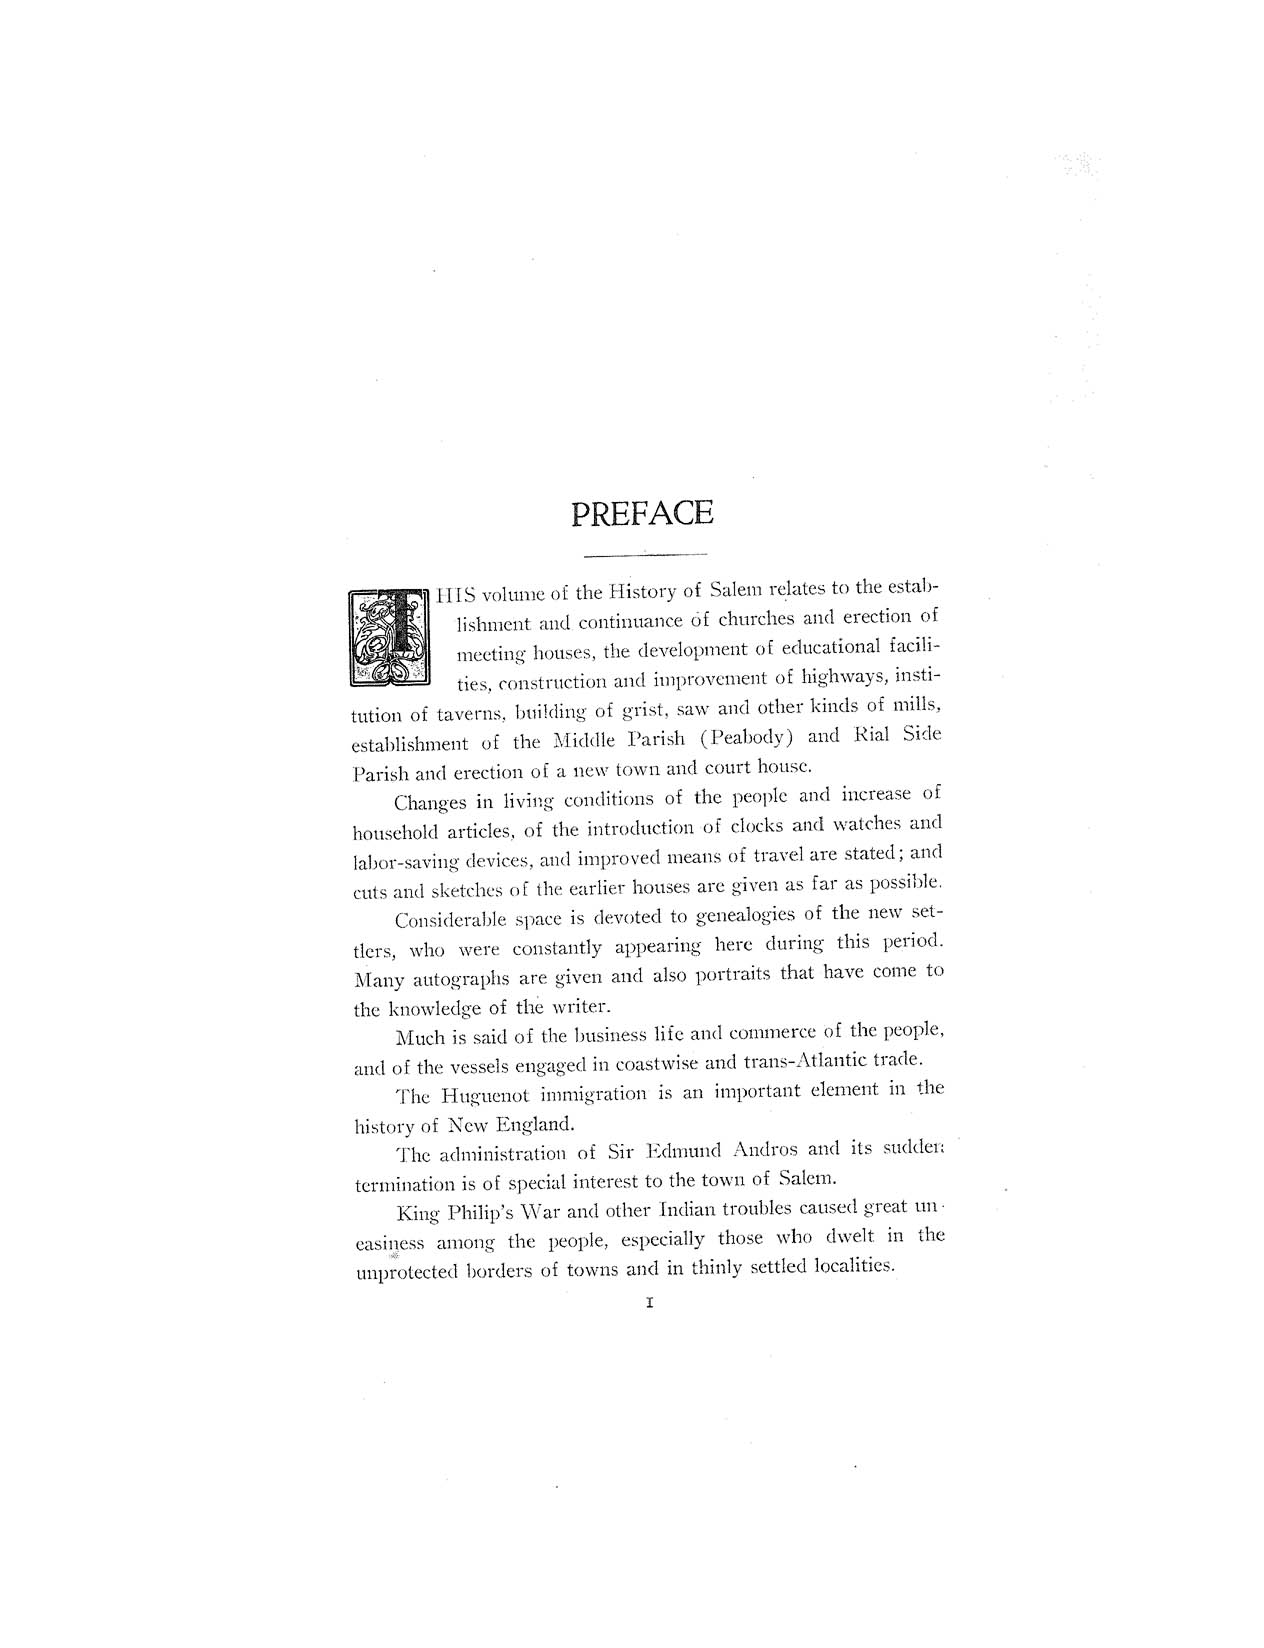 PREFACE
THIS volume of the History of Salem relates to the estab-
lishment and continuance of churches and erection of
meeting houses, the development of educational facili-
ties, construction and improvement of highways, insti-
tution of taverns, building of grist, saw and other kinds of mills,
establishment of the Middle Parish (Peabody) and Rial Side
Parish and erection of a new town and court house.
Changes in living conditions of the people and increase of
household articles, of the introduction of clocks and watches and
labor-saving devices, and improved means of travel are stated; and
cuts and sketches of the earlier houses are given as far as possible.
Considerable space is devoted to genealogies of the new set-
tlers, who were constantly appearing here during this period.
Many autographs are given and also portraits that have come to
the knowledge of the writer.
Much is said of the business life and commerce of the people,
and of the vessels engaged in coastwise and trans-Atlantic trade.
The Huguenot immigration is an important element in the
history of New England.
The administration of Sir Edmund Andros and its sudden
termination is of special interest to the town of Salem.
King Philip's War and other Indian troubles caused great un-
easiness among the people, especially those who dwelt in the
unprotected borders of towns and in thinly settled localities.
I